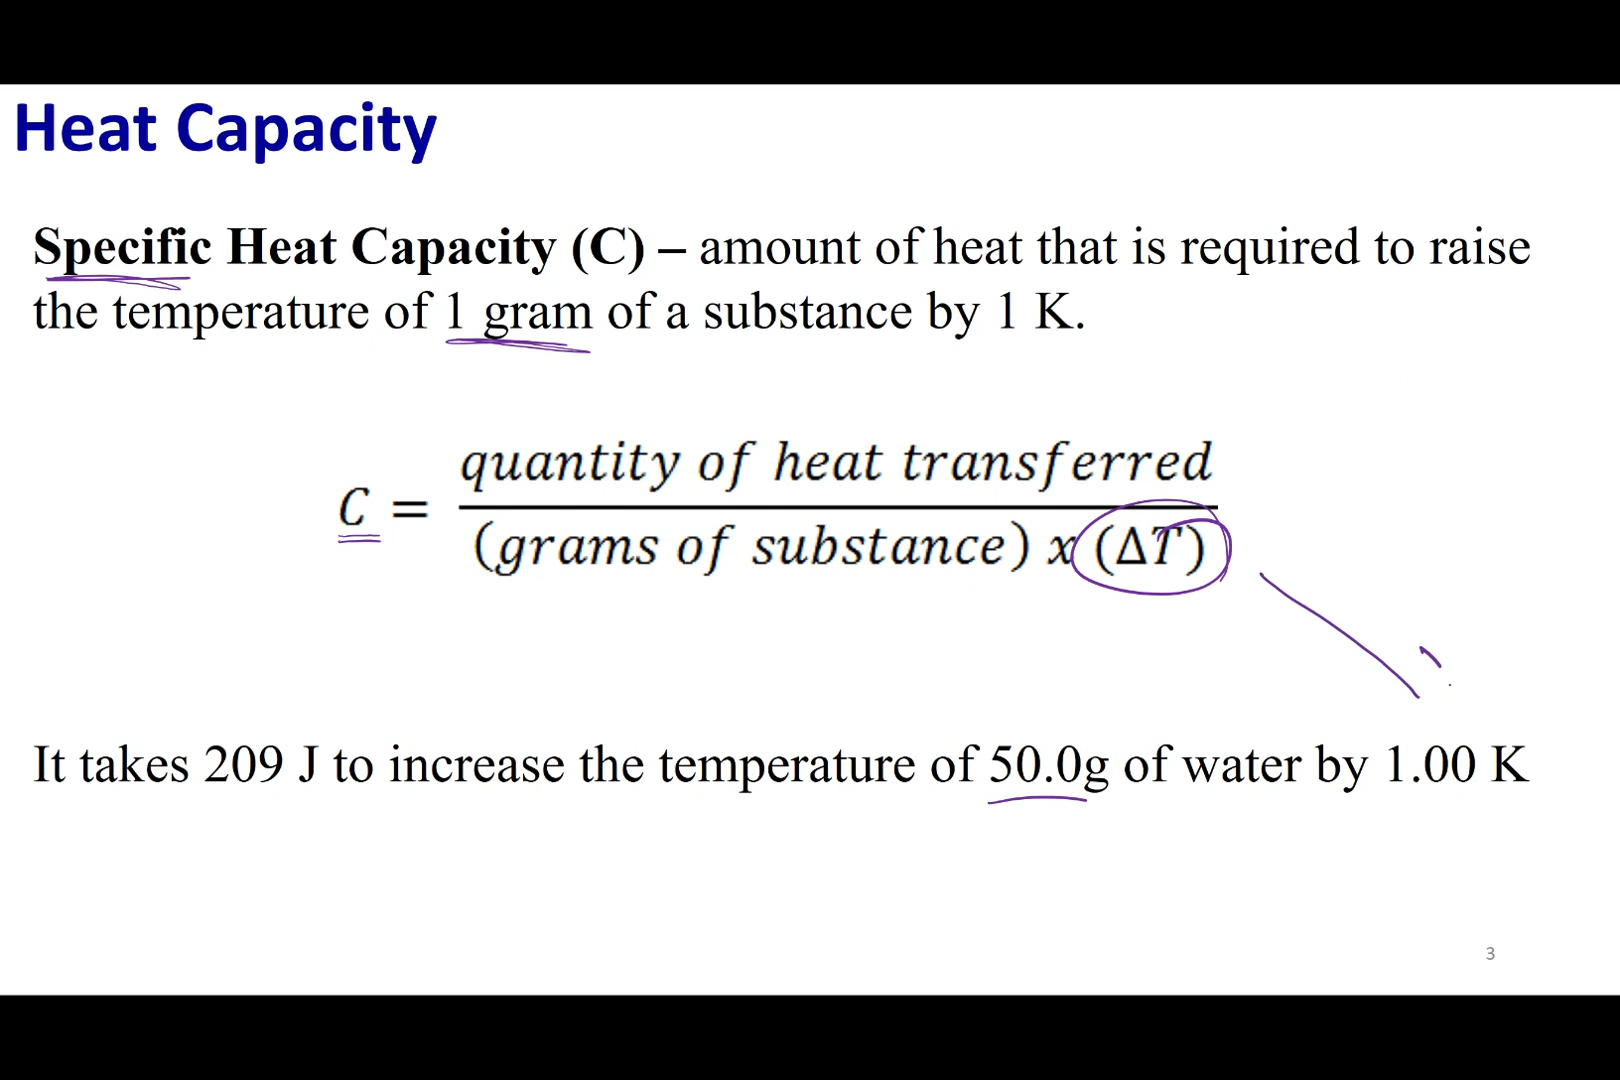 Heat Capacity
Specific Heat Capacity (C) – amount of heat that is required to raise
the temperature of 1 gram of a substance by 1 K.
C = quantity of heat transferred / (grams of substance) x (ΔT)
It takes 209 J to increase the temperature of 50.0g of water by 1.00 K
3